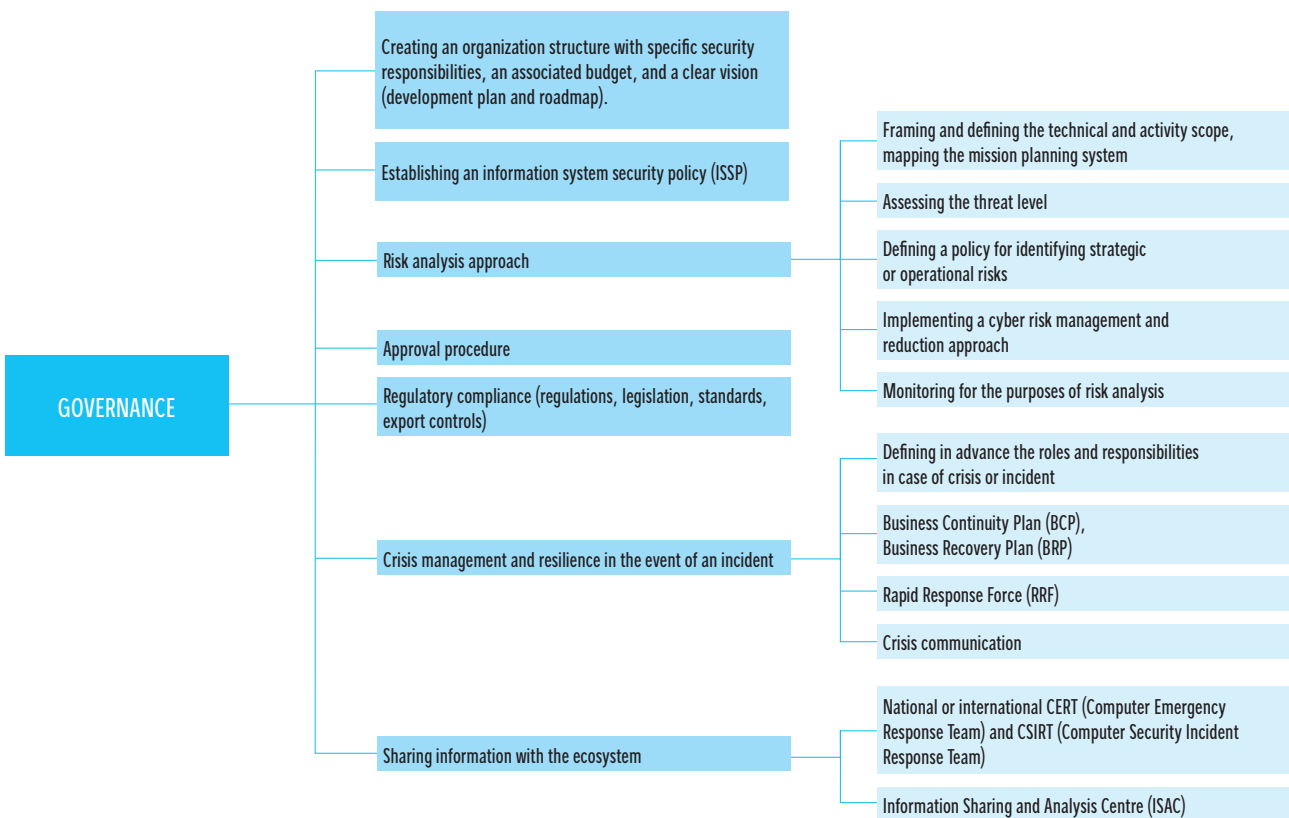 GOVERNANCE
Creating an organization structure with specific security
responsibilities, an associated budget, and a clear vision
(development plan and roadmap).
Establishing an information system security policy (ISSP)
Risk analysis approach
Framing and defining the technical and activity scope,
mapping the mission planning system
Assessing the threat level
Defining a policy for identifying strategic
or operational risks
Implementing a cyber risk management and
reduction approach
Monitoring for the purposes of risk analysis
Approval procedure
Regulatory compliance (regulations, legislation, standards,
export controls)
Crisis management and resilience in the event of an incident
Defining in advance the roles and responsibilities
in case of crisis or incident
Business Continuity Plan (BCP),
Business Recovery Plan (BRP)
Rapid Response Force (RRF)
Crisis communication
Sharing information with the ecosystem
National or international CERT (Computer Emergency
Response Team) and CSIRT (Computer Security Incident
Response Team)
Information Sharing and Analysis Centre (ISAC)